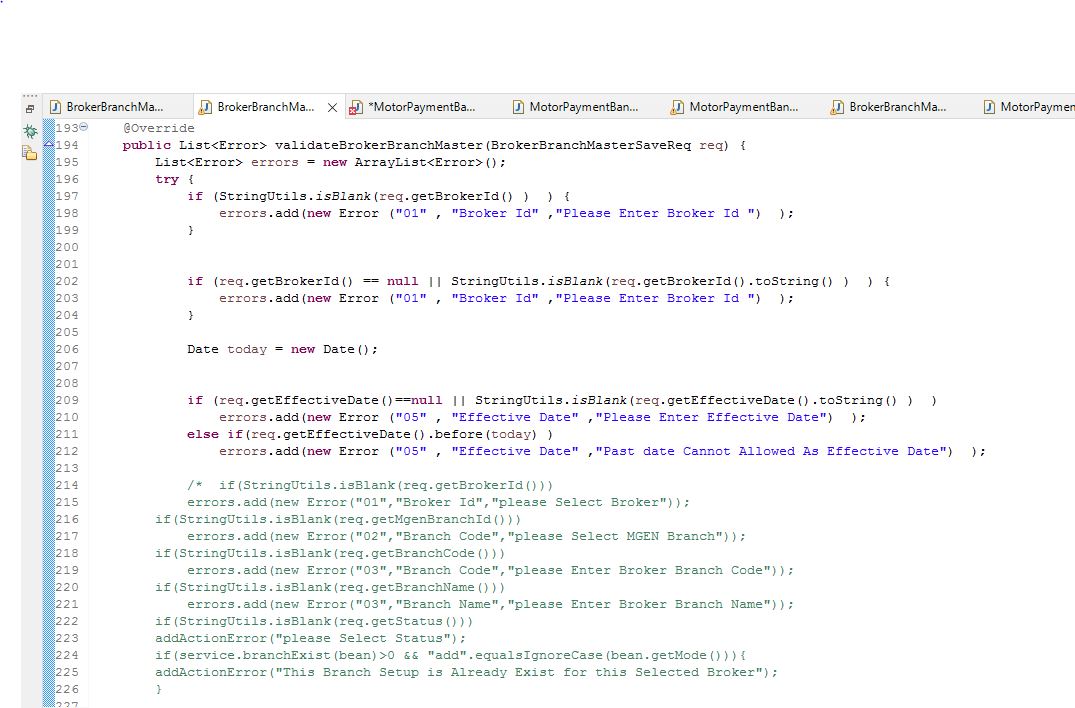 BrokerBranchMa...
BrokerBranchMa...
*MotorPaymentBa...
MotorPaymentBan...
MotorPaymentBan...
BrokerBranchMa...
MotorPaymen
193 @Override
194 public List<Error> validateBrokerBranchMaster(BrokerBranchMasterSaveReq req) {
195 List<Error> errors = new ArrayList<Error>();
196 try {
197 if (StringUtils.isBlank(req.getBrokerId() )  ) {
198 errors.add(new Error ("01" , "Broker Id" ,"Please Enter Broker Id ")  );
199 }
200
201
202 if (req.getBrokerId() == null || StringUtils.isBlank(req.getBrokerId().toString() )  ) {
203 errors.add(new Error ("01" , "Broker Id" ,"Please Enter Broker Id ")  );
204 }
205
206 Date today = new Date();
207
208
209 if (req.getEffectiveDate()==null || StringUtils.isBlank(req.getEffectiveDate().toString() )  )
210 errors.add(new Error ("05" , "Effective Date" ,"Please Enter Effective Date")  );
211 else if(req.getEffectiveDate().before(today) )
212 errors.add(new Error ("05" , "Effective Date" ,"Past date Cannot Allowed As Effective Date")  );
213
214 /*  if(StringUtils.isBlank(req.getBrokerId()))
215 errors.add(new Error("01","Broker Id","please Select Broker"));
216 if(StringUtils.isBlank(req.getMgenBranchId()))
217 errors.add(new Error("02","Branch Code","please Select MGEN Branch"));
218 if(StringUtils.isBlank(req.getBranchCode()))
219 errors.add(new Error("03","Branch Code","please Enter Broker Branch Code"));
220 if(StringUtils.isBlank(req.getBranchName()))
221 errors.add(new Error("03","Branch Name","please Enter Broker Branch Name"));
222 if(StringUtils.isBlank(req.getStatus()))
223 addActionError("please Select Status");
224 if(service.branchExist(bean)>0 && "add".equalsIgnoreCase(bean.getMode())){
225 addActionError("This Branch Setup is Already Exist for this Selected Broker");
226 }
227